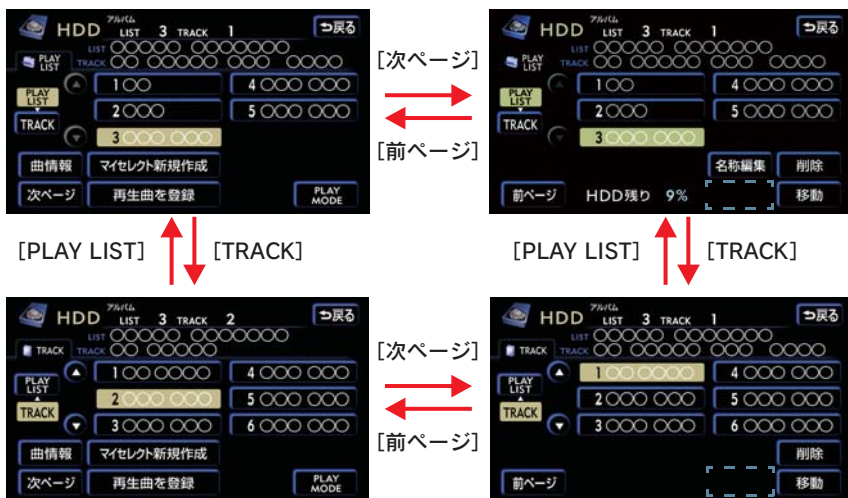 HDD アルバム LIST 3 TRACK 1 戻る
LIST ○○○○○ ○○○○○○○
PLAY LIST TRACK ○○ ○○○○○ ○○○ ○○○○
1 ○○ 4 ○○○ ○○○
PLAY LIST
2 ○○○ 5 ○○○ ○○○
TRACK
3 ○○○ ○○○
曲情報 マイセレクト新規作成
次ページ 再生曲を登録 PLAY MODE
[次ページ]
[前ページ]
HDD アルバム LIST 3 TRACK 1 戻る
LIST ○○○○○ ○○○○○○○
PLAY LIST TRACK ○○ ○○○○○ ○○○ ○○○○
1 ○○ 4 ○○○ ○○○
PLAY LIST
2 ○○○ 5 ○○○ ○○○
TRACK
3 ○○○ ○○○
名称編集 削除
前ページ HDD残り 9% 移動
[PLAY LIST] [TRACK]
[PLAY LIST] [TRACK]
HDD アルバム LIST 3 TRACK 2 戻る
LIST ○○○○○ ○○○○○○○
TRACK TRACK ○○ ○○○○
1 ○○ ○○○○ 4 ○○○ ○○○
PLAY LIST
2 ○○○ ○○○ 5 ○○○ ○○○
TRACK
3 ○○○ ○○○ 6 ○○○ ○○○
曲情報 マイセレクト新規作成
次ページ 再生曲を登録 PLAY MODE
[次ページ]
[前ページ]
HDD アルバム LIST 3 TRACK 1 戻る
LIST ○○○○○ ○○○○○○○
TRACK TRACK ○○ ○○○○○ ○○○ ○○○○
1 ○○ ○○○○ 4 ○○○ ○○○
PLAY LIST
2 ○○○ ○○○ 5 ○○○ ○○○
TRACK
3 ○○○ ○○○ 6 ○○○ ○○○
削除
前ページ 移動